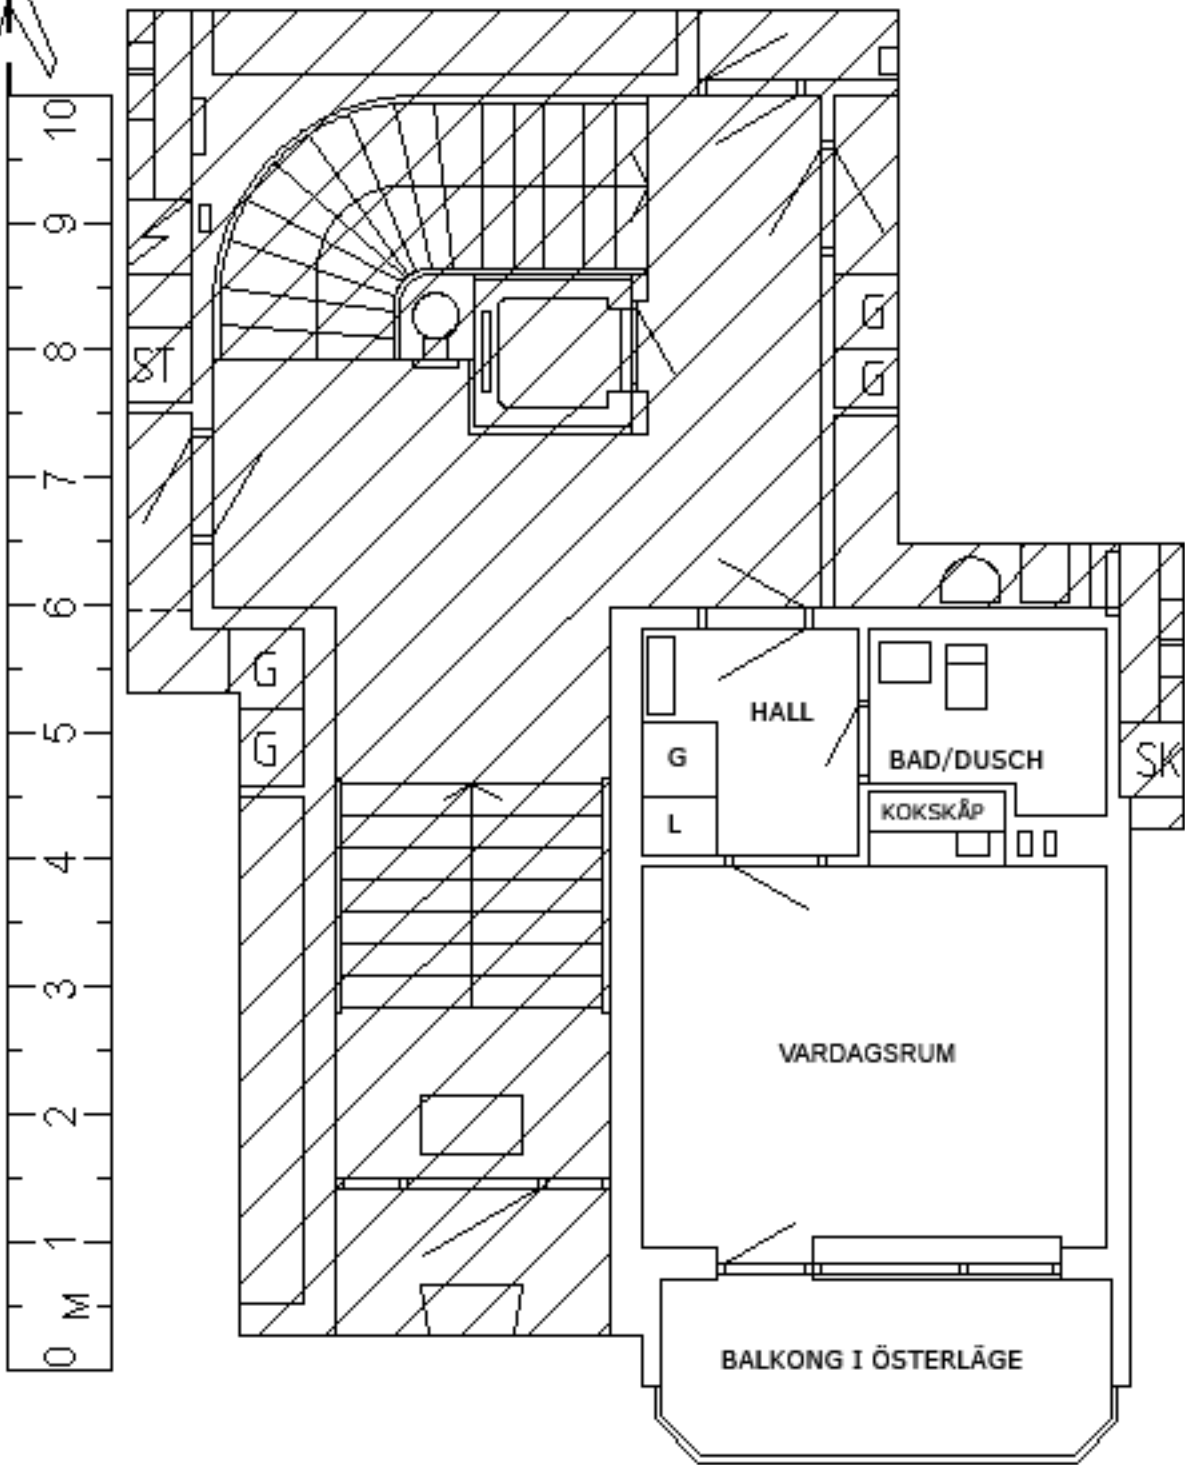 10
9
8
7
6
5
4
3
2
1
M
0
ST
G
G
G
G
HALL
G
L
BAD/DUSCH
KOKSKÅP
SK
VARDAGSRUM
BALKONG I ÖSTERLÄGE